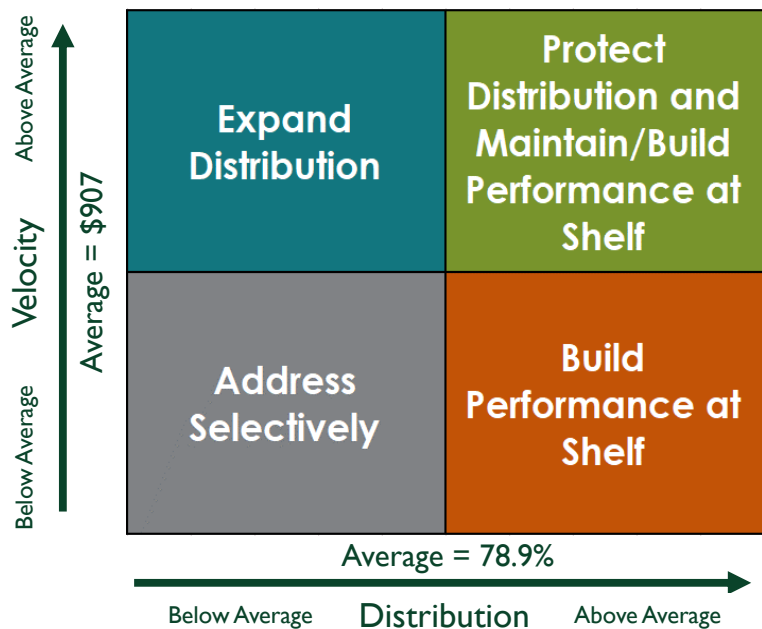 Above Average
Velocity
Below Average
Average = $907
Expand
Distribution
Protect
Distribution and
Maintain/Build
Performance at
Shelf
Address
Selectively
Build
Performance at
Shelf
Average = 78.9%
Below Average
Distribution
Above Average